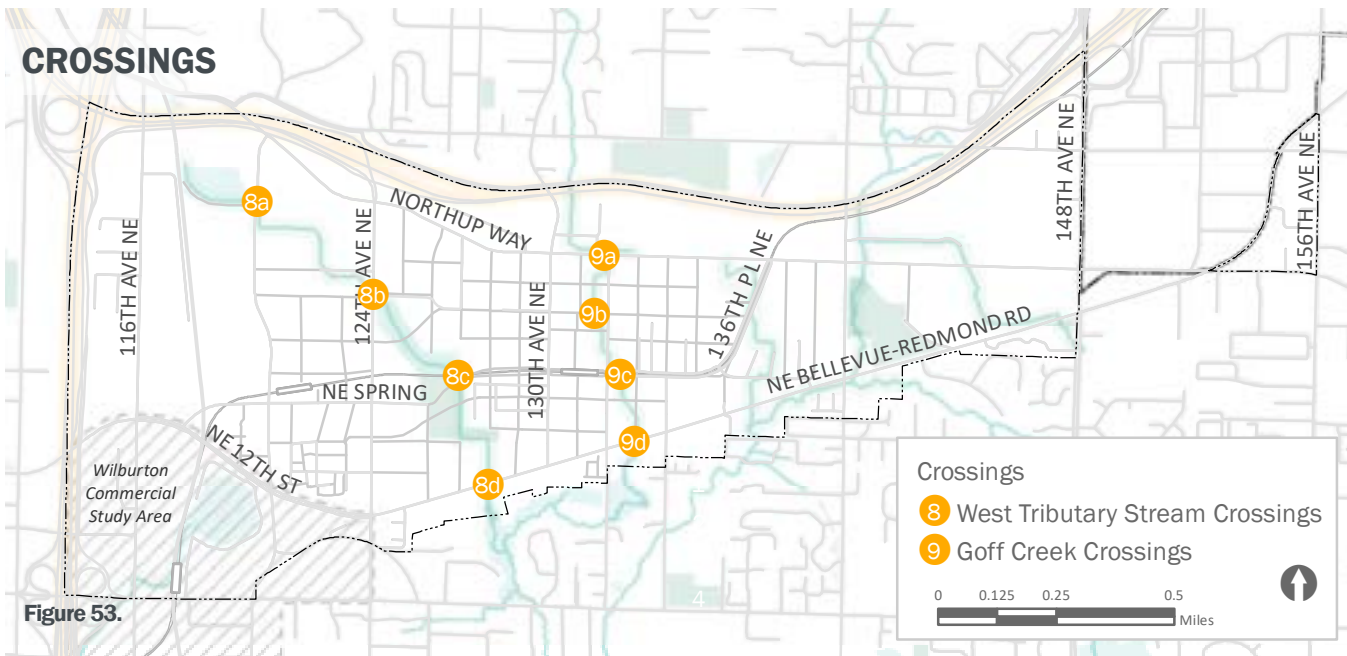 CROSSINGS
116TH AVE NE
124TH AVE NE
NORTHUP WAY
130TH AVE NE
136TH PL NE
148TH AVE NE
156TH AVE NE
NE BELLEVUE-REDMOND RD
NE SPRING
NE 12TH ST
8a
8b
8c
8d
9a
9b
9c
9d
Wilburton
Commercial
Study Area
4
Figure 53.
Crossings
8 West Tributary Stream Crossings
9 Goff Creek Crossings
0 0.125 0.25 0.5
Miles